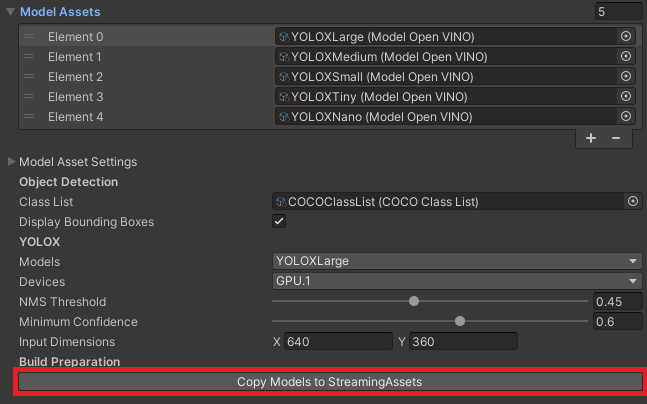 Model Assets 5
Element 0 YOLOXLarge (Model Open VINO)
Element 1 YOLOXMedium (Model Open VINO)
Element 2 YOLOXSmall (Model Open VINO)
Element 3 YOLOXTiny (Model Open VINO)
Element 4 YOLOXNano (Model Open VINO)
+ −
Model Asset Settings
Object Detection
Class List COCOClassList (COCO Class List)
Display Bounding Boxes
YOLOX
Models YOLOXLarge
Devices GPU.1
NMS Threshold 0.45
Minimum Confidence 0.6
Input Dimensions X 640 Y 360
Build Preparation
Copy Models to StreamingAssets